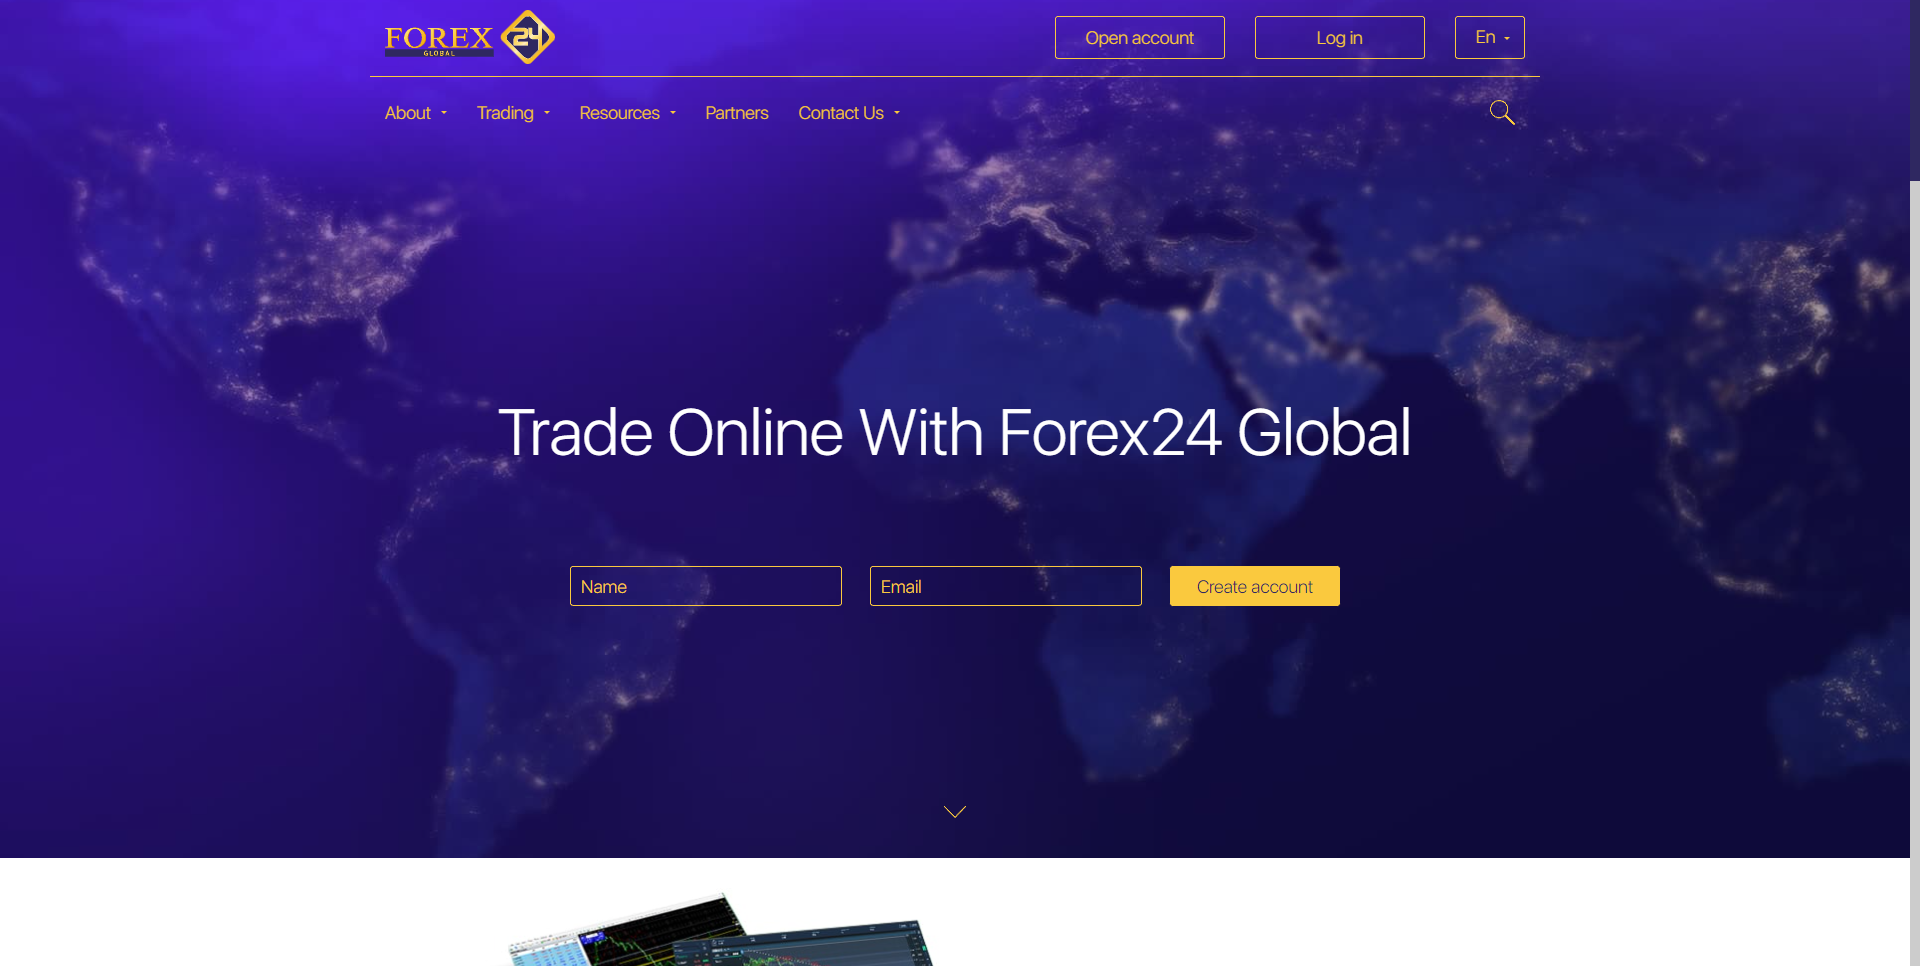 FOREX 24
GLOBAL
Open account
Log in
En
About
Trading
Resources
Partners
Contact Us
Trade Online With Forex24 Global
Name
Email
Create account